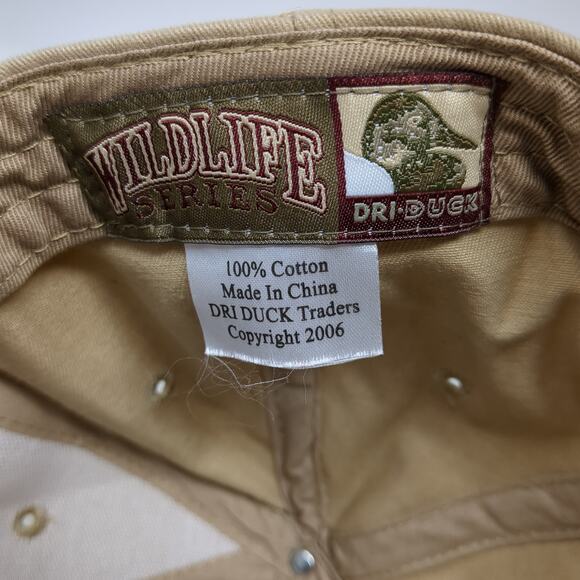 WILDLIFE
SERIES
DRI·DUCK
100% Cotton
Made In China
DRI DUCK Traders
Copyright 2006